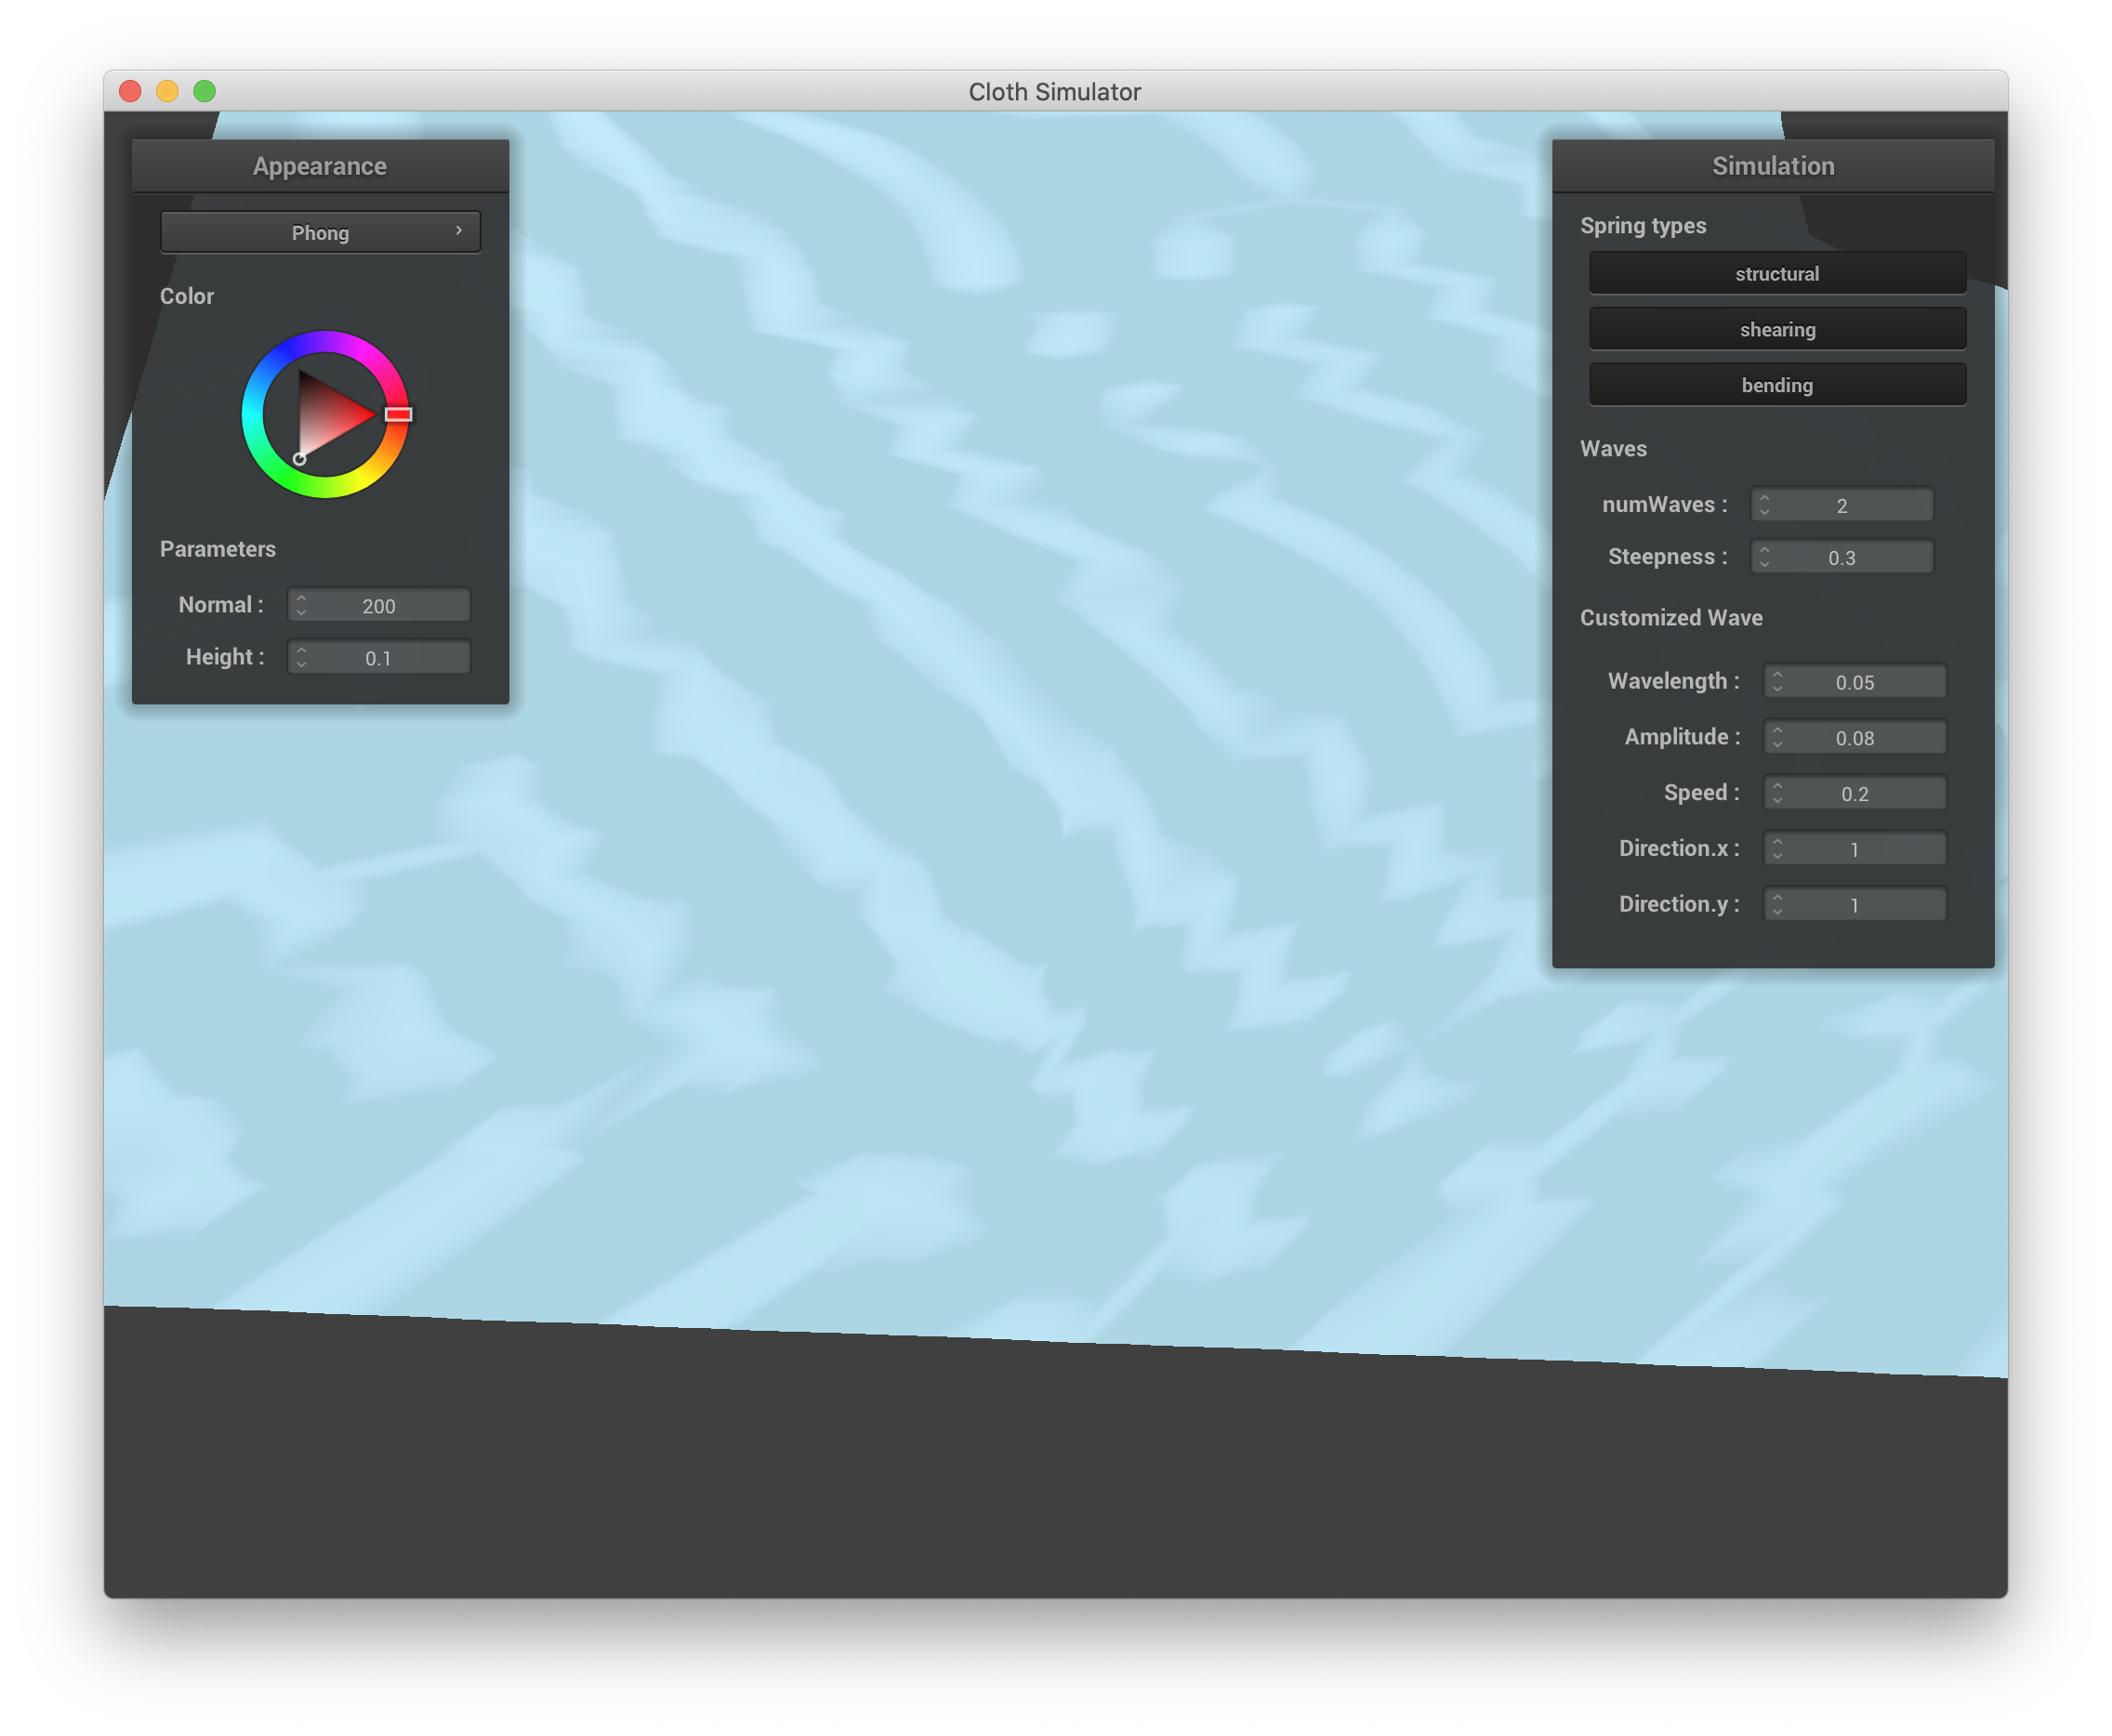 Cloth Simulator
Appearance
Phong
Color
Parameters
Normal : 200
Height : 0.1
Simulation
Spring types
structural
shearing
bending
Waves
numWaves : 2
Steepness : 0.3
Customized Wave
Wavelength : 0.05
Amplitude : 0.08
Speed : 0.2
Direction.x : 1
Direction.y : 1